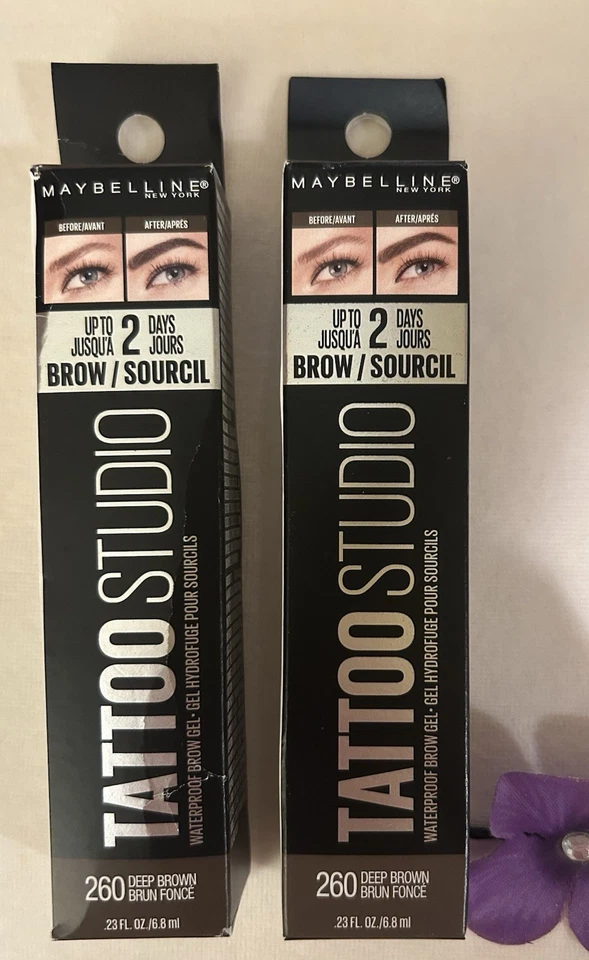 MAYBELLINE®
NEW YORK
BEFORE/AVANT AFTER/APRÈS
UP TO 2 DAYS
JUSQU'À JOURS
BROW / SOURCIL
TATTOO STUDIO
WATERPROOF BROW GEL • GEL HYDROFUGE POUR SOURCILS
260 DEEP BROWN
BRUN FONCÉ
.23 FL. OZ./6.8 ml
MAYBELLINE®
NEW YORK
BEFORE/AVANT AFTER/APRÈS
UP TO 2 DAYS
JUSQU'À JOURS
BROW / SOURCIL
TATTOO STUDIO
WATERPROOF BROW GEL • GEL HYDROFUGE POUR SOURCILS
260 DEEP BROWN
BRUN FONCÉ
.23 FL. OZ./6.8 ml